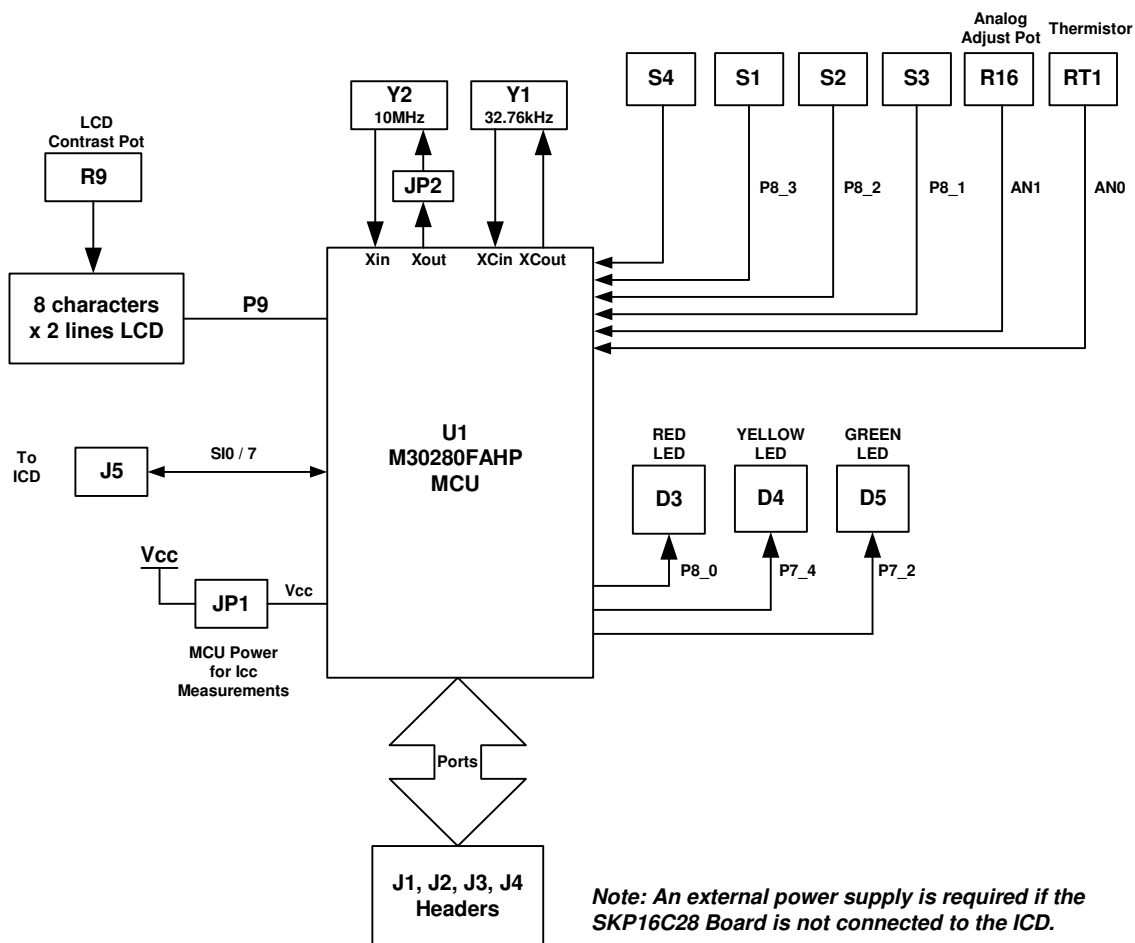 Analog
Adjust Pot
Thermistor
S4
S1
S2
S3
R16
RT1
Y2
10MHz
Y1
32.76kHz
LCD
Contrast Pot
R9
JP2
P8_3
P8_2
P8_1
AN1
AN0
Xin
Xout
XCin
XCout
8 characters
x 2 lines LCD
P9
U1
M30280FAHP
MCU
To
ICD
J5
SI0 / 7
RED
LED
YELLOW
LED
GREEN
LED
D3
D4
D5
P8_0
P7_4
P7_2
Vcc
JP1
Vcc
MCU Power
for Icc
Measurements
Ports
J1, J2, J3, J4
Headers
Note: An external power supply is required if the
SKP16C28 Board is not connected to the ICD.